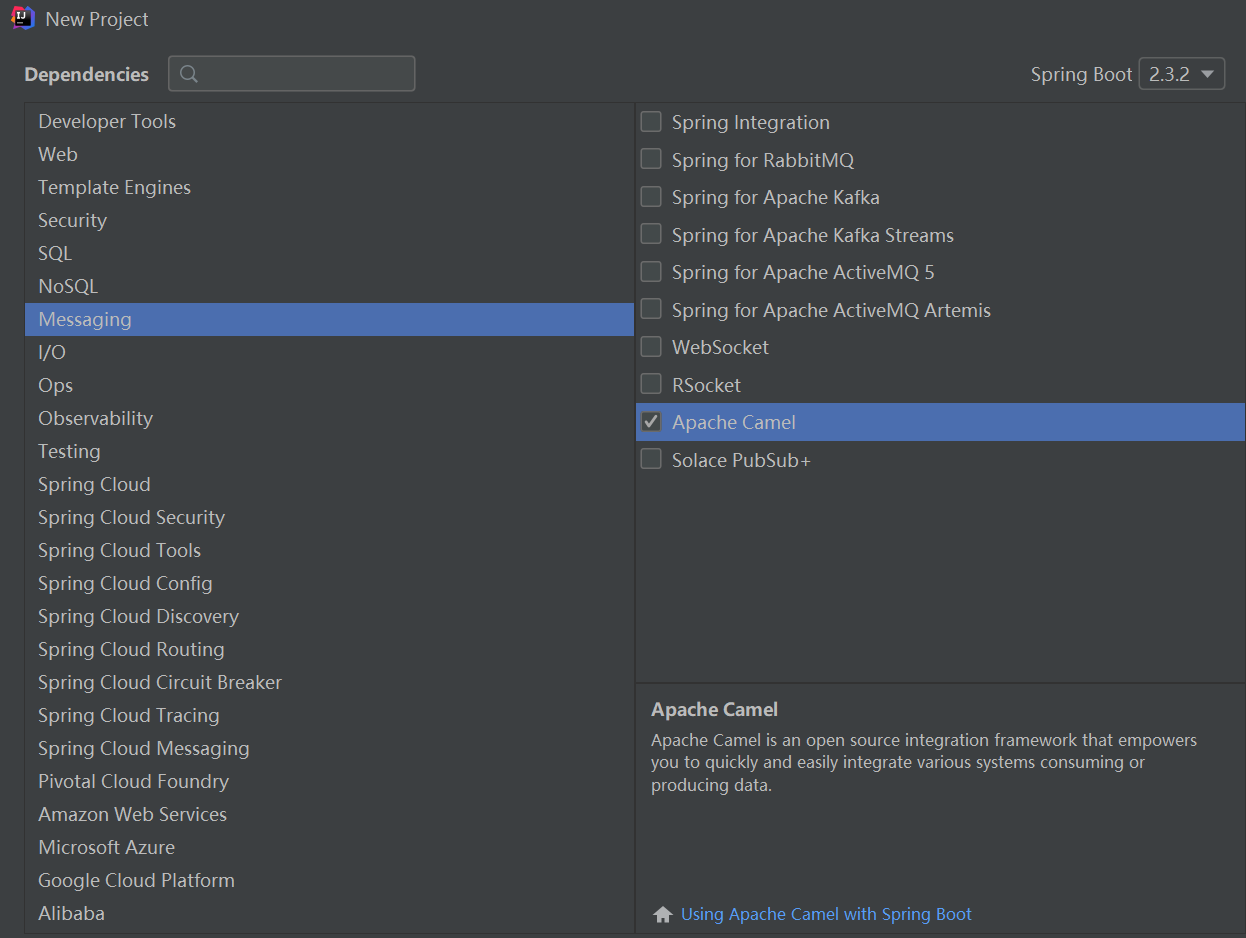 New Project
Dependencies
Spring Boot 2.3.2
Developer Tools
Web
Template Engines
Security
SQL
NoSQL
Messaging
I/O
Ops
Observability
Testing
Spring Cloud
Spring Cloud Security
Spring Cloud Tools
Spring Cloud Config
Spring Cloud Discovery
Spring Cloud Routing
Spring Cloud Circuit Breaker
Spring Cloud Tracing
Spring Cloud Messaging
Pivotal Cloud Foundry
Amazon Web Services
Microsoft Azure
Google Cloud Platform
Alibaba
Spring Integration
Spring for RabbitMQ
Spring for Apache Kafka
Spring for Apache Kafka Streams
Spring for Apache ActiveMQ 5
Spring for Apache ActiveMQ Artemis
WebSocket
RSocket
Apache Camel
Solace PubSub+
Apache Camel
Apache Camel is an open source integration framework that empowers
you to quickly and easily integrate various systems consuming or
producing data.
Using Apache Camel with Spring Boot